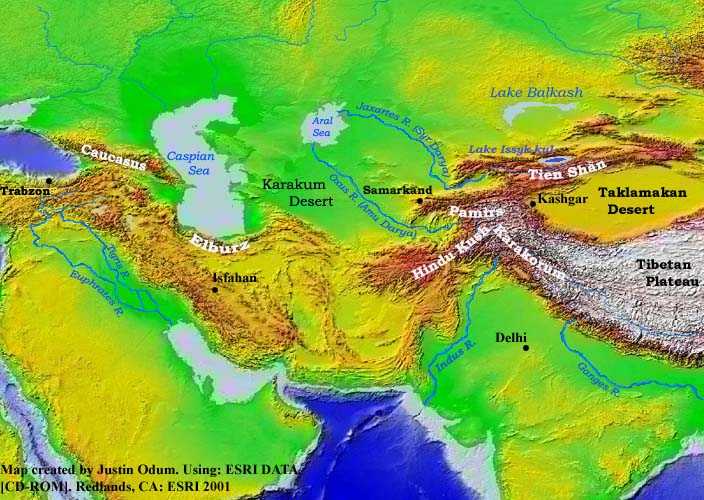 Lake Balkash
Aral
Sea
Jaxartes R. (Syr Darya)
Lake Issyk-kul
Caucasus
Caspian
Sea
Tien Shan
Trabzon
Karakum
Desert
Samarkand
Oxus R. (Amu Darya)
Pamirs
Kashgar
Taklamakan
Desert
Elburz
Hindu Kush
Karakorum
Tibetan
Plateau
Tigris R.
Euphrates R.
Isfahan
Delhi
Indus R.
Ganges R.
Map created by Justin Odum. Using: ESRI DATA
[CD-ROM]. Redlands, CA: ESRI 2001